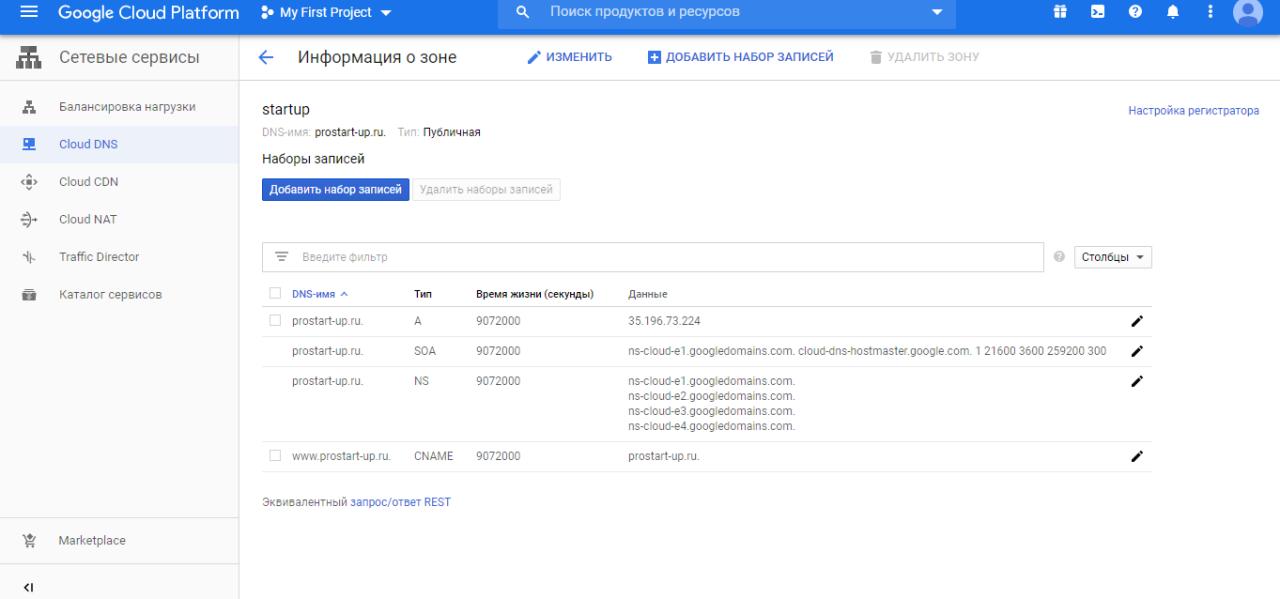 Google Cloud Platform
My First Project
Поиск продуктов и ресурсов
Сетевые сервисы
Информация о зоне
ИЗМЕНИТЬ
ДОБАВИТЬ НАБОР ЗАПИСЕЙ
УДАЛИТЬ ЗОНУ
Балансировка нагрузки
Cloud DNS
Cloud CDN
Cloud NAT
Traffic Director
Каталог сервисов
Marketplace
startup
Настройка регистратора
DNS-имя: prostart-up.ru. Тип: Публичная
Наборы записей
Добавить набор записей
Удалить наборы записей
Введите фильтр
Столбцы
DNS-имя Тип Время жизни (секунды) Данные
prostart-up.ru. A 9072000 35.196.73.224
prostart-up.ru. SOA 9072000 ns-cloud-e1.googledomains.com. cloud-dns-hostmaster.google.com. 1 21600 3600 259200 300
prostart-up.ru. NS 9072000 ns-cloud-e1.googledomains.com.
ns-cloud-e2.googledomains.com.
ns-cloud-e3.googledomains.com.
ns-cloud-e4.googledomains.com.
www.prostart-up.ru. CNAME 9072000 prostart-up.ru.
Эквивалентный запрос/ответ REST